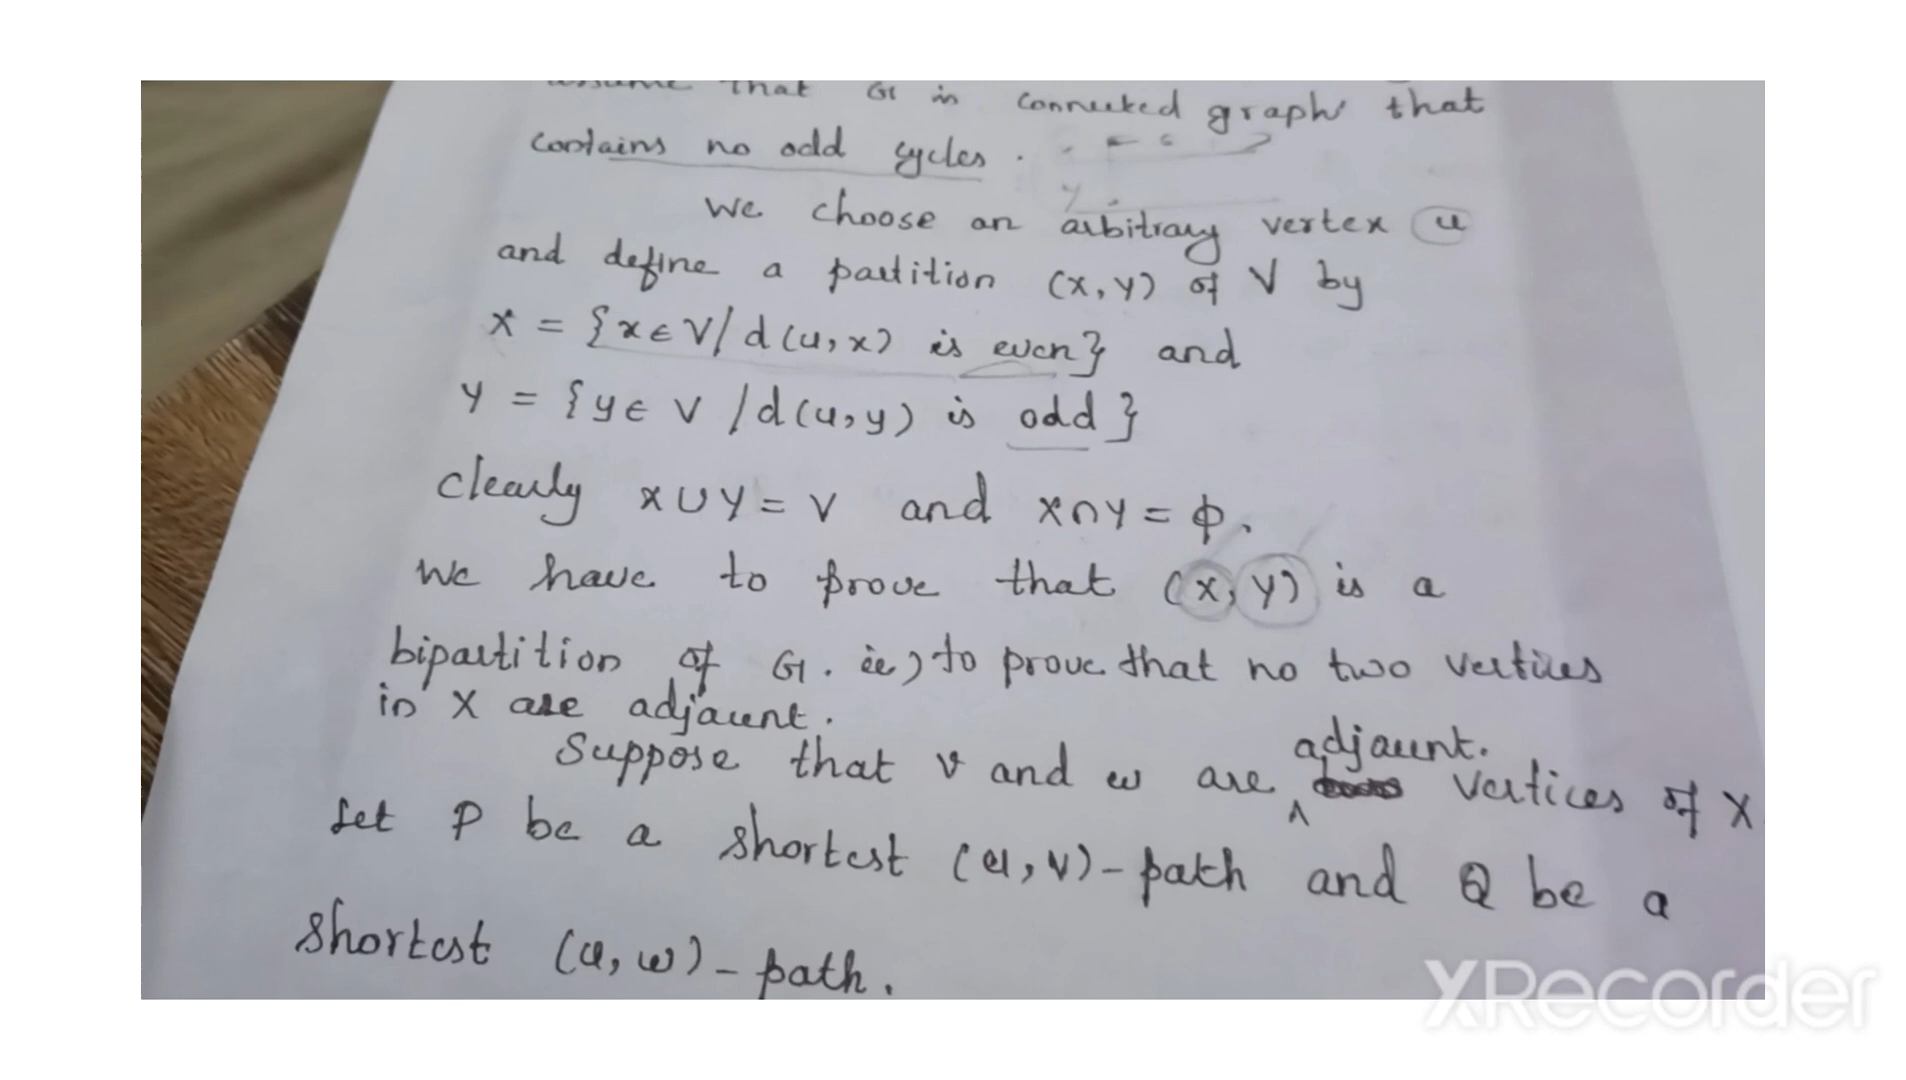 assume that G is connected graph that
contains no odd cycles.
We choose an arbitrary vertex u
and define a partition (X, Y) of V by
X = {x ∈ V / d(u, x) is even} and
Y = {y ∈ V / d(u, y) is odd}
clearly X ∪ Y = V and X ∩ Y = ϕ.
We have to prove that (X, Y) is a
bipartition of G. ie) to prove that no two vertices
in X are adjacent.
Suppose that v and w are adjacent. vertices of X
Let P be a shortest (u, v) - path and Q be a
shortest (u, w) - path.
XRecorder